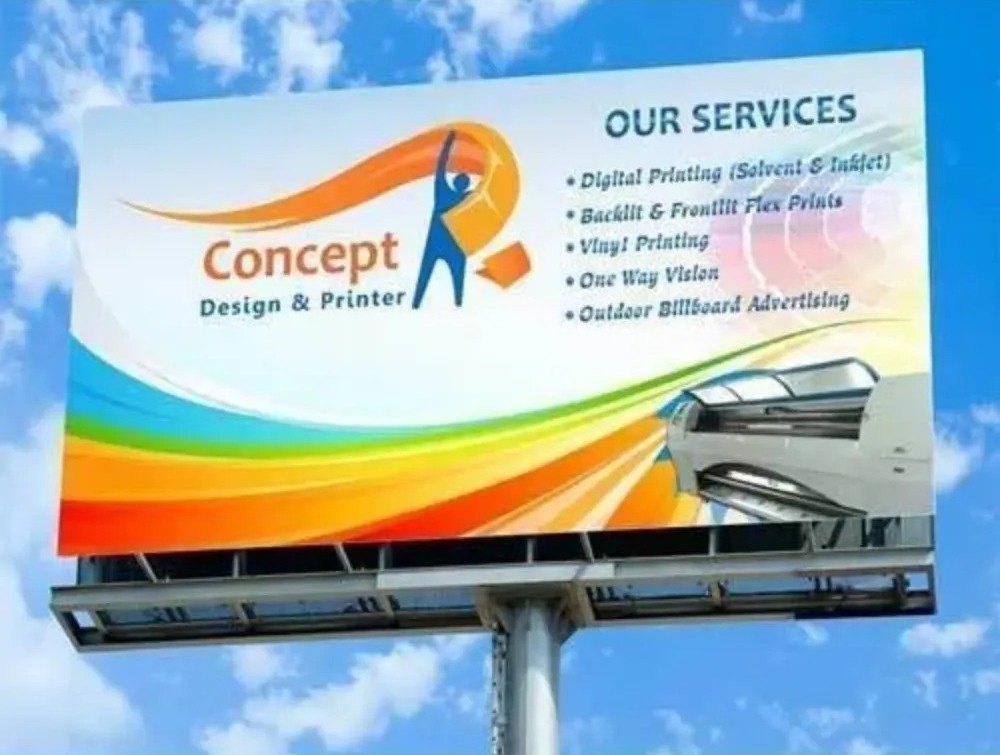 Concept
Design & Printer
OUR SERVICES
• Digital Printing (Solvent & Inkjet)
• Backlit & Frontlit Flex Prints
• Vinyl Printing
• One Way Vision
• Outdoor Billboard Advertising